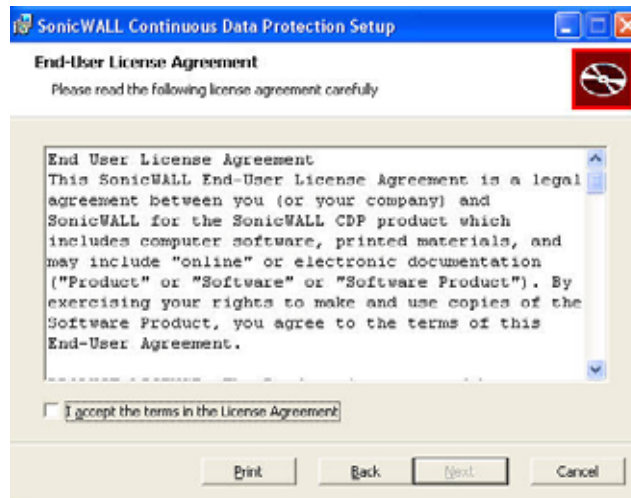 SonicWALL Continuous Data Protection Setup
End-User License Agreement
Please read the following license agreement carefully
End User License Agreement
This SonicWALL End-User License Agreement is a legal
agreement between you (or your company) and
SonicWALL for the SonicWALL CDP product which
includes computer software, printed materials, and
may include "online" or electronic documentation
("Product" or "Software" or "Software Product"). By
exercising your rights to make and use copies of the
Software Product, you agree to the terms of this
End-User Agreement.
I accept the terms in the License Agreement
Print Back Next Cancel